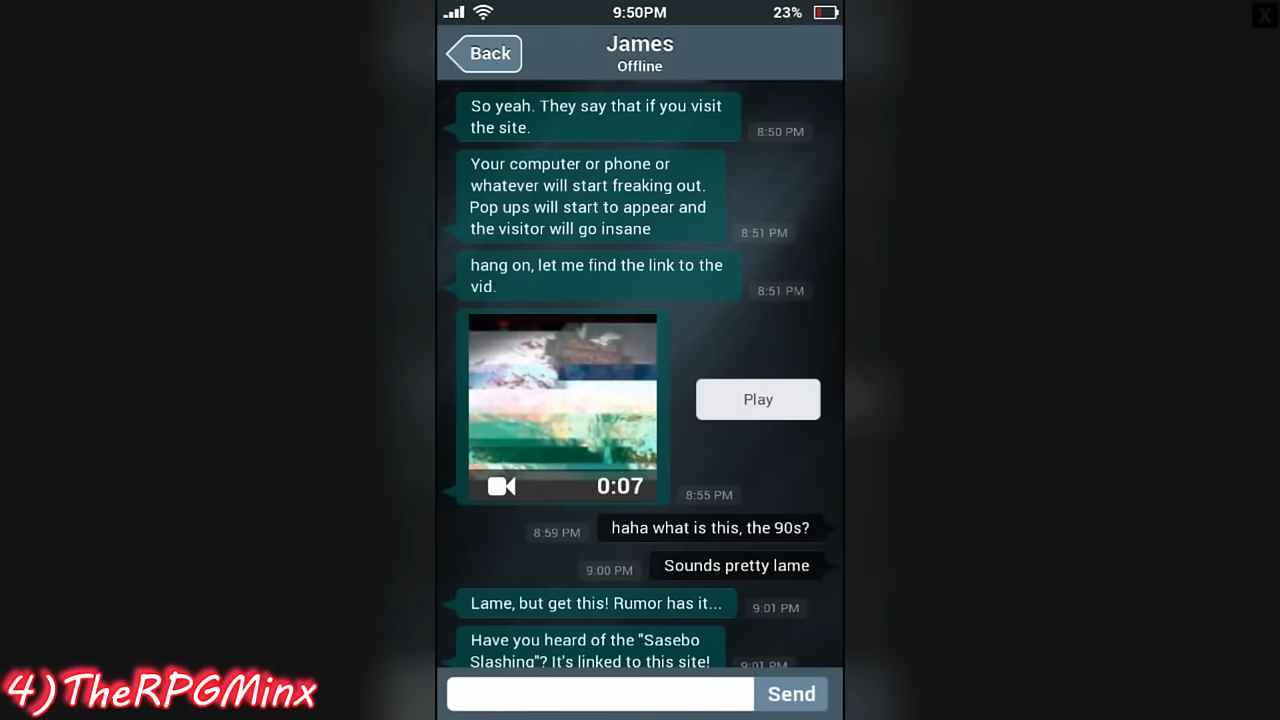 9:50PM
23%
X
Back
James
Offline
So yeah. They say that if you visit
the site.
8:50 PM
Your computer or phone or
whatever will start freaking out.
Pop ups will start to appear and
the visitor will go insane
8:51 PM
hang on, let me find the link to the
vid.
8:51 PM
Play
0:07
8:55 PM
haha what is this, the 90s?
8:59 PM
Sounds pretty lame
9:00 PM
Lame, but get this! Rumor has it...
9:01 PM
Have you heard of the "Sasebo
Slashing"? It's linked to this site!
9:01 PM
Send
4) TheRPGMinx